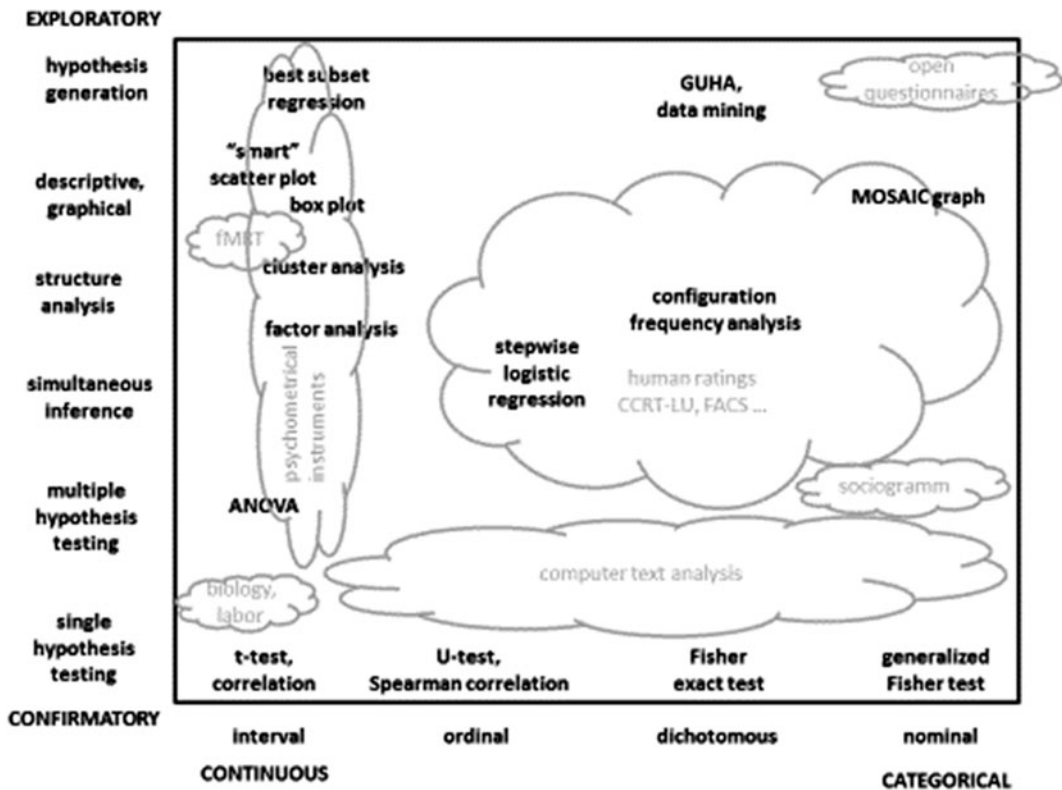 EXPLORATORY
hypothesis
generation
best subset
regression
GUHA,
data mining
open
questionnaires
"smart"
scatter plot
box plot
descriptive,
graphical
MOSAIC graph
fMRT
cluster analysis
structure
analysis
factor analysis
configuration
frequency analysis
stepwise
logistic
regression
human ratings
CCRT-LU, FACS ...
simultaneous
inference
psychometrical
instruments
multiple
hypothesis
testing
ANOVA
sociogramm
computer text analysis
biology,
labor
single
hypothesis
testing
t-test,
correlation
U-test,
Spearman correlation
Fisher
exact test
generalized
Fisher test
CONFIRMATORY
interval
ordinal
dichotomous
nominal
CONTINUOUS
CATEGORICAL